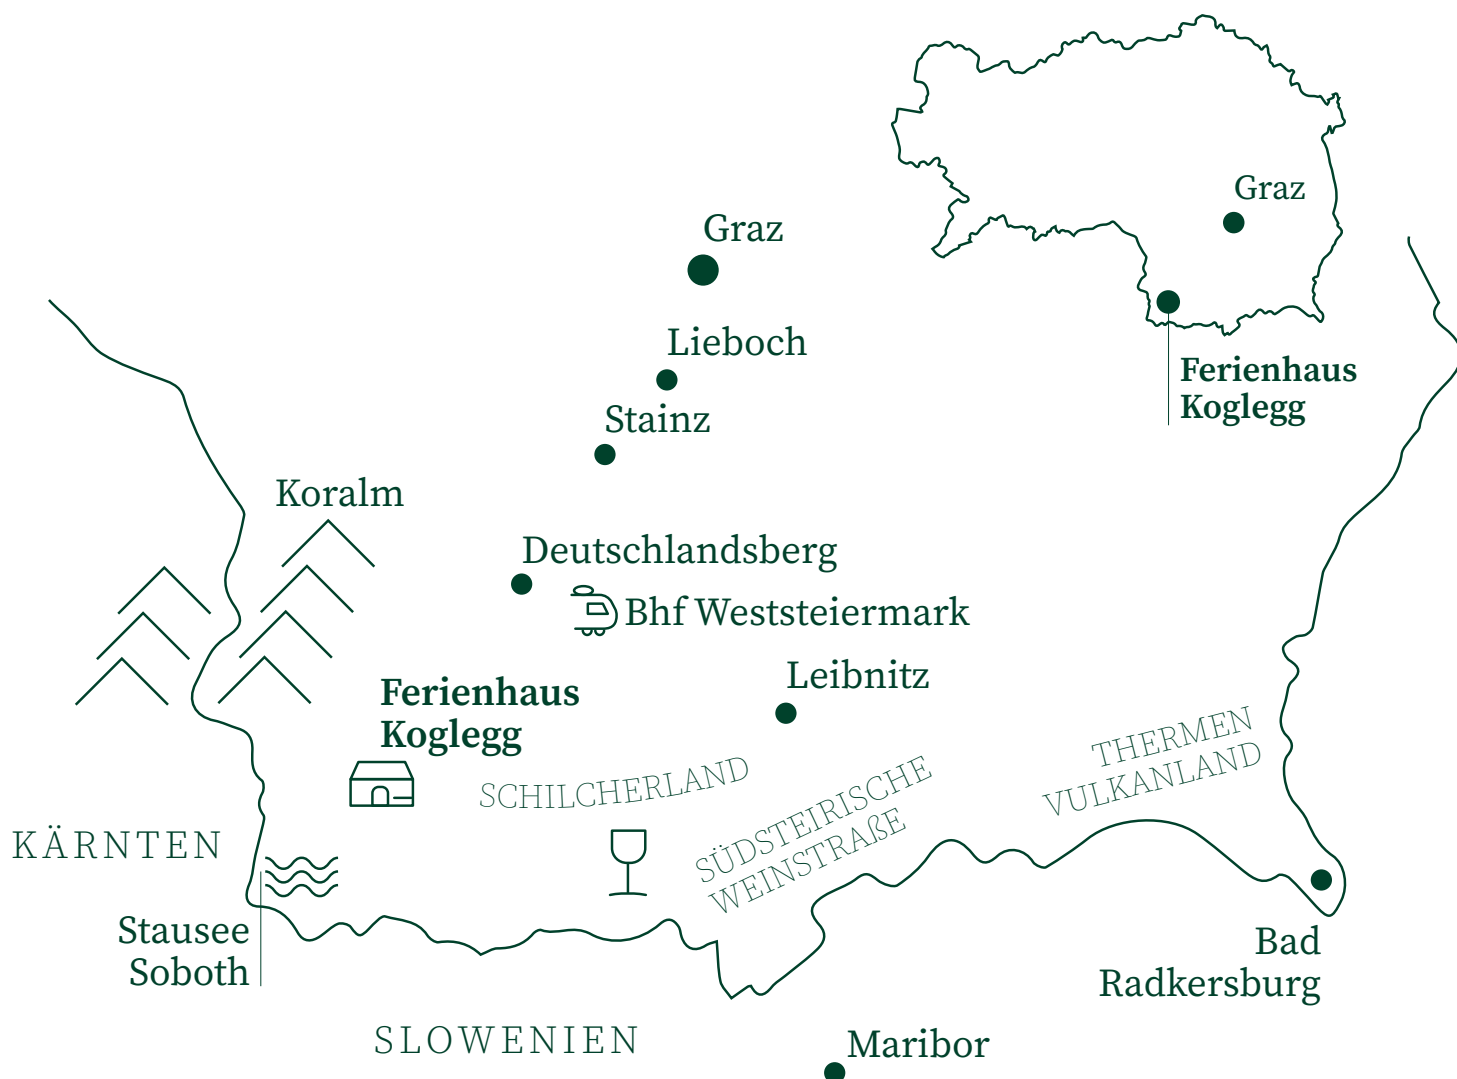 Graz
Graz
Lieboch
Ferienhaus
Koglegg
Stainz
Koralm
Deutschlandsberg
Bhf Weststeiermark
Leibnitz
Ferienhaus
Koglegg
THERMEN
VULKANLAND
SCHILCHERLAND
SÜDSTEIRISCHE
WEINSTRAßE
KÄRNTEN
Stausee
Soboth
Bad
Radkersburg
SLOWENIEN
Maribor